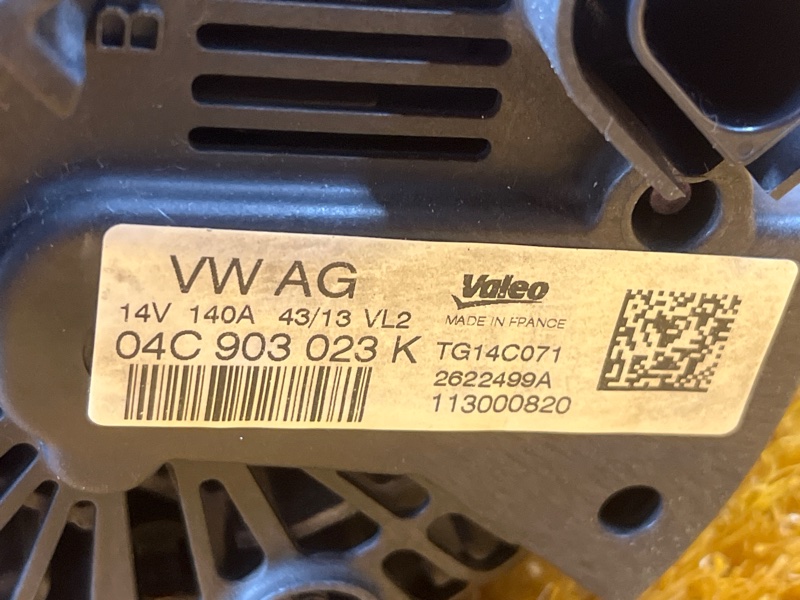 B
VW AG
14V 140A 43/13 VL2
04C 903 023 K
Valeo
MADE IN FRANCE
TG14C071
2622499A
113000820